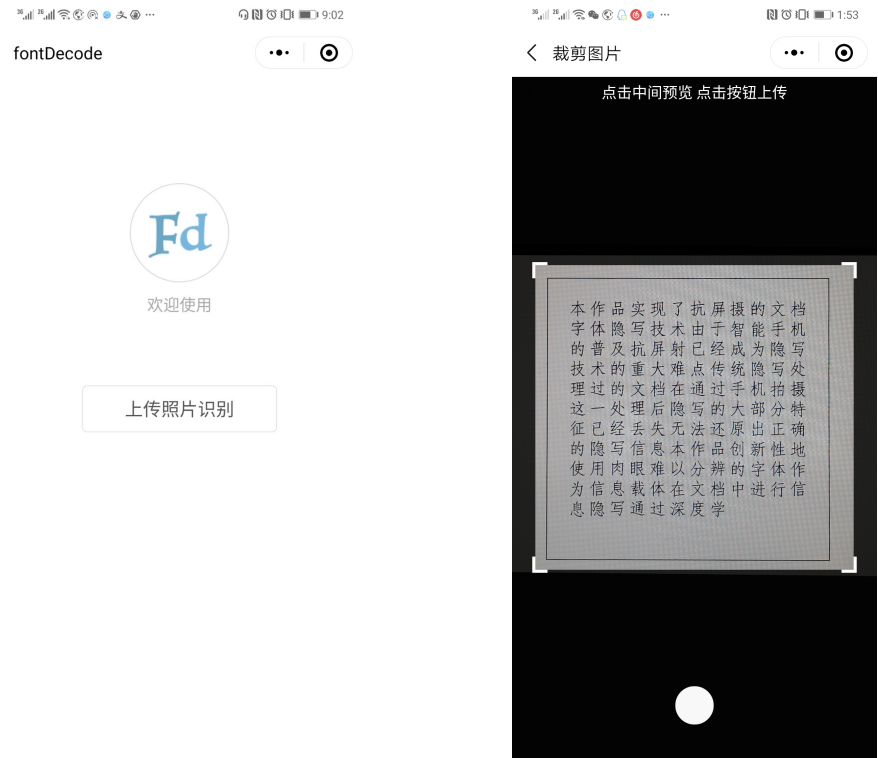 9:02
fontDecode
Fd
欢迎使用
上传照片识别
1:53
裁剪图片
点击中间预览 点击按钮上传
本作品实现了抗屏摄的文档
字体隐写技术由于智能手机
的普及抗屏射已经成为隐写
技术的重大难点传统隐写处
理过的文档在通过手机拍摄
这一处理后隐写的大部分特
征已经丢失无法还原出正确
的隐写信息本作品创新性地
使用肉眼难以分辨的字体作
为信息载体在文档中进行信
息隐写通过深度学